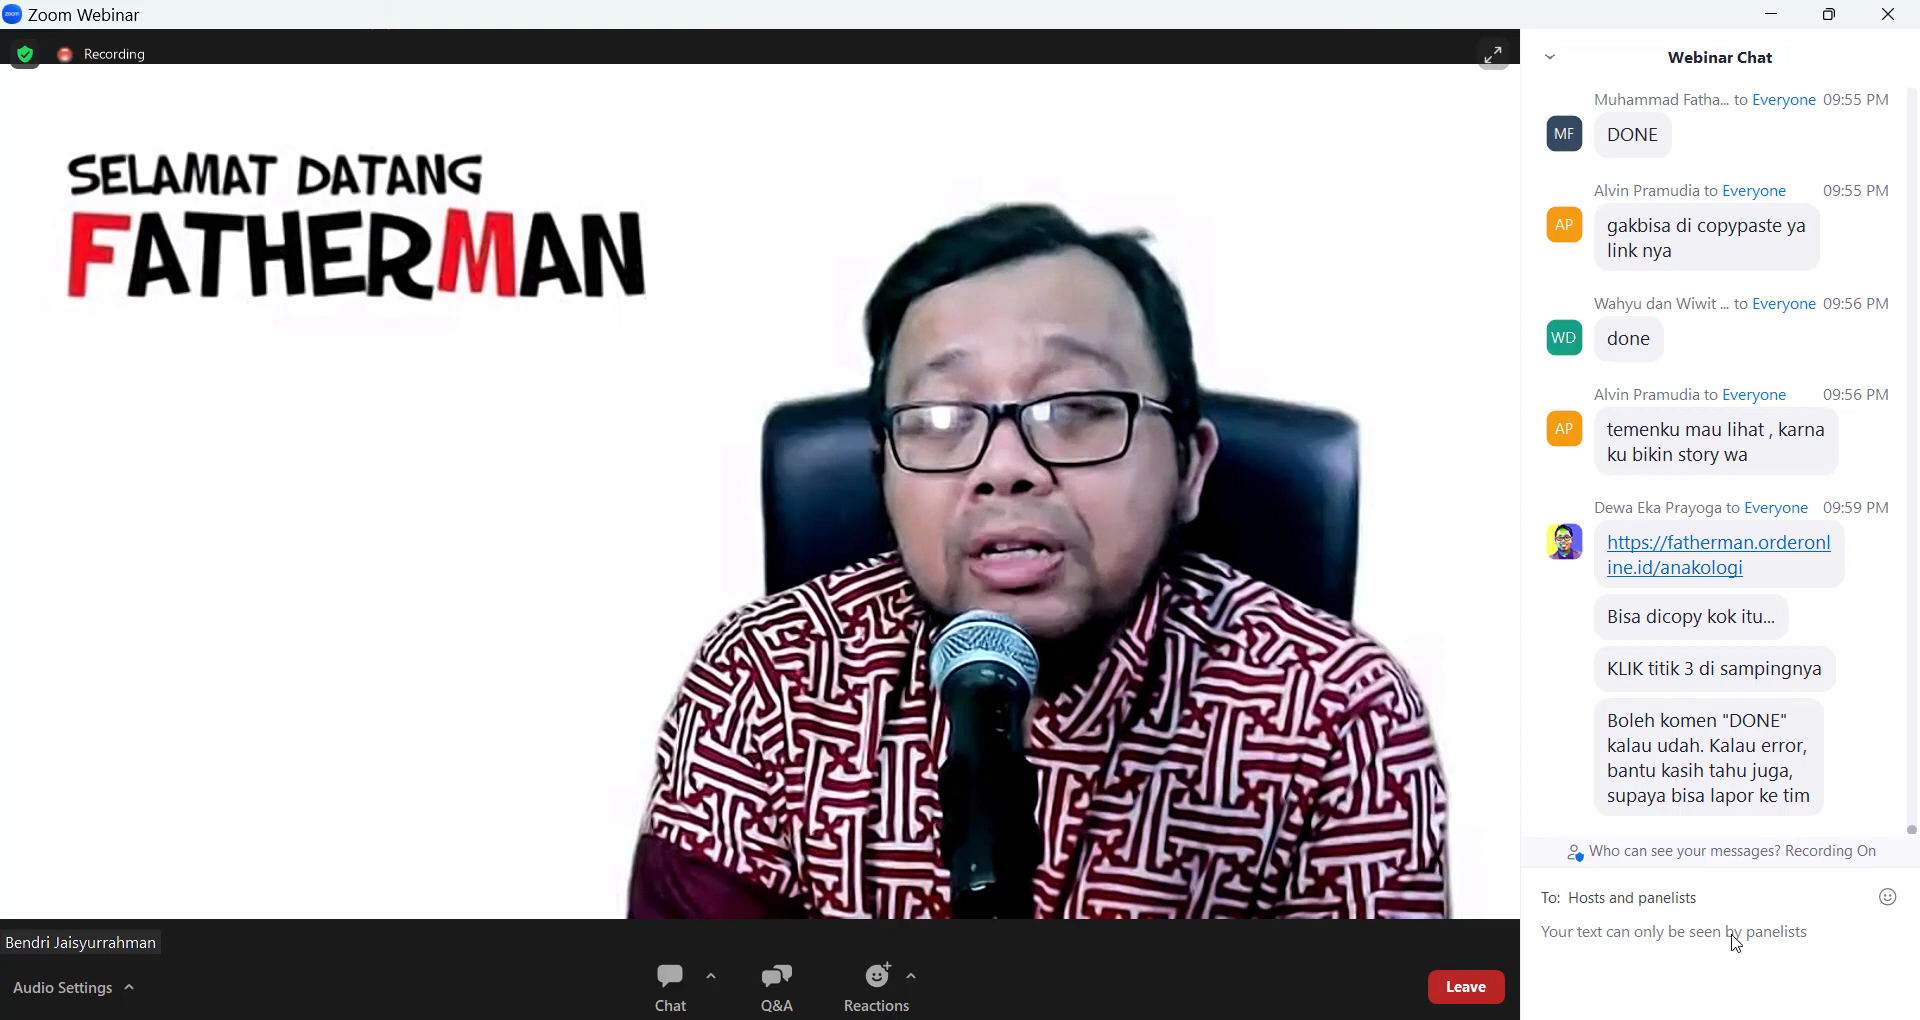 Zoom Webinar
Recording
SELAMAT DATANG
FATHERMAN
Bendri Jaisyurrahman
Audio Settings
Chat
Q&A
Reactions
Leave
Webinar Chat
Muhammad Fatha... to Everyone 09:55 PM
MF
DONE
Alvin Pramudia to Everyone 09:55 PM
AP
gakbisa di copypaste ya
link nya
Wahyu dan Wiwit ... to Everyone 09:56 PM
WD
done
Alvin Pramudia to Everyone 09:56 PM
AP
temenku mau lihat , karna
ku bikin story wa
Dewa Eka Prayoga to Everyone 09:59 PM
https://fatherman.orderonl
ine.id/anakologi
Bisa dicopy kok itu...
KLIK titik 3 di sampingnya
Boleh komen "DONE"
kalau udah. Kalau error,
bantu kasih tahu juga,
supaya bisa lapor ke tim
Who can see your messages? Recording On
To: Hosts and panelists
Your text can only be seen by panelists